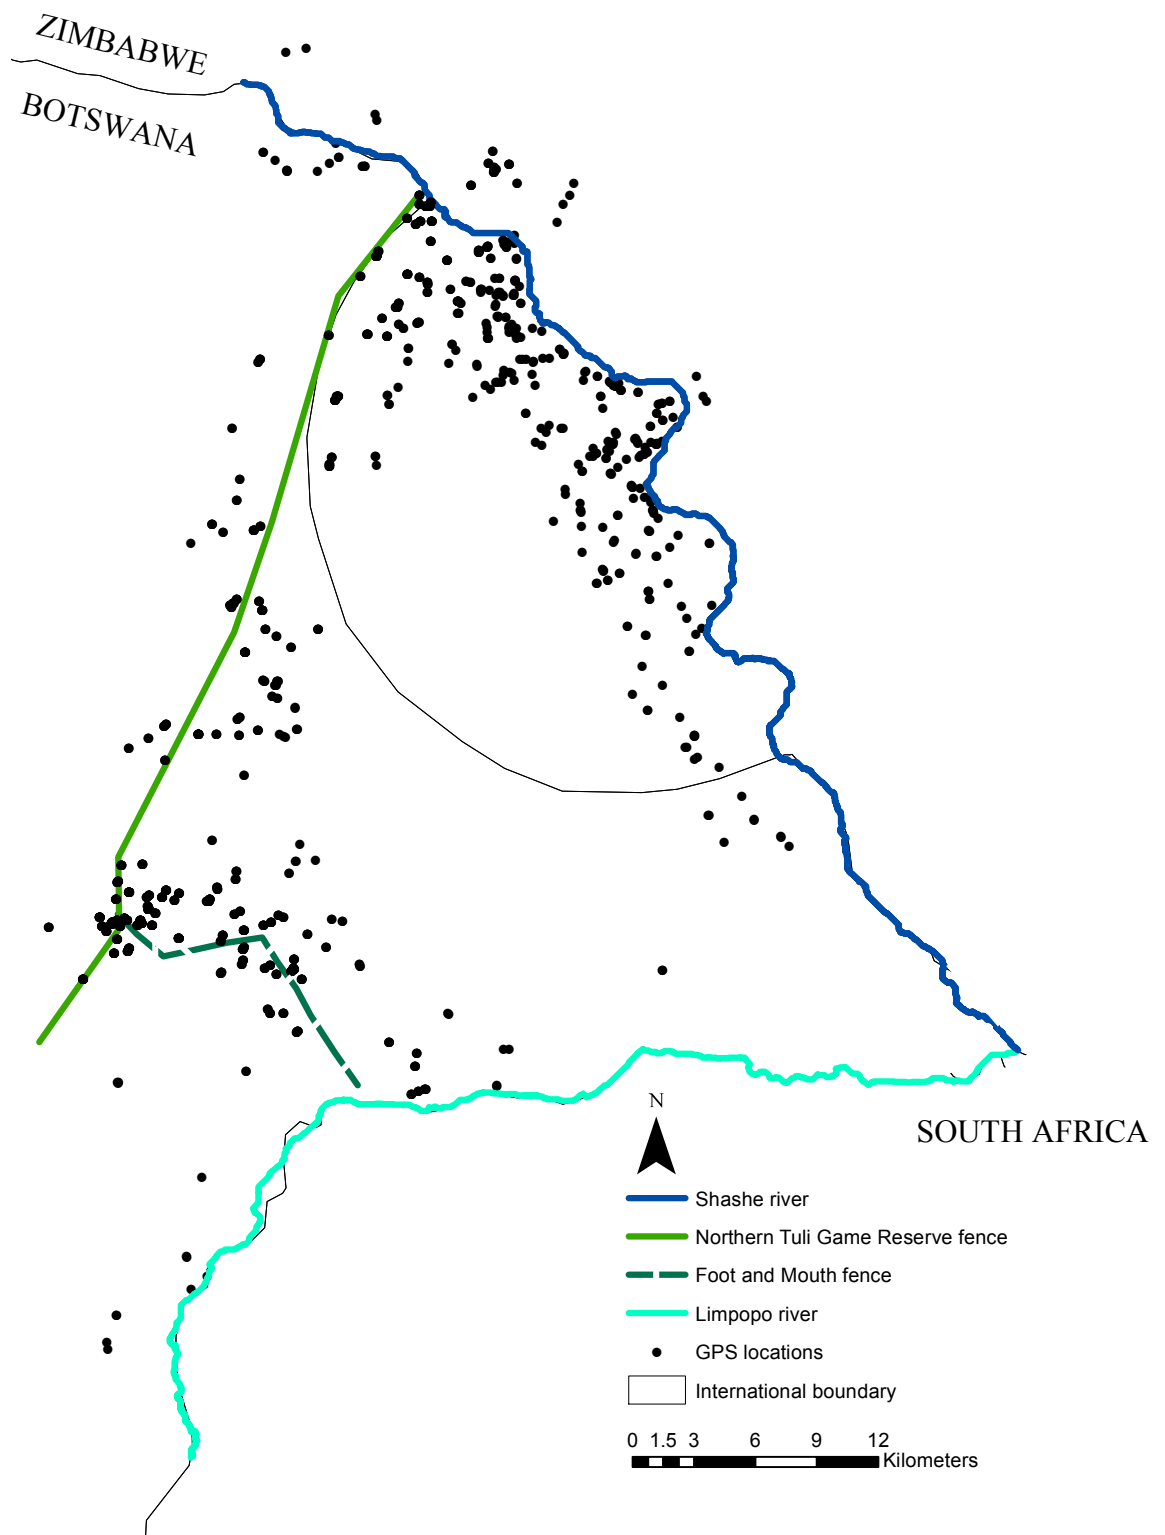 ZIMBABWE
BOTSWANA
N
SOUTH AFRICA
Shashe river
Northern Tuli Game Reserve fence
Foot and Mouth fence
Limpopo river
GPS locations
International boundary
0 1.5 3 6 9 12
Kilometers